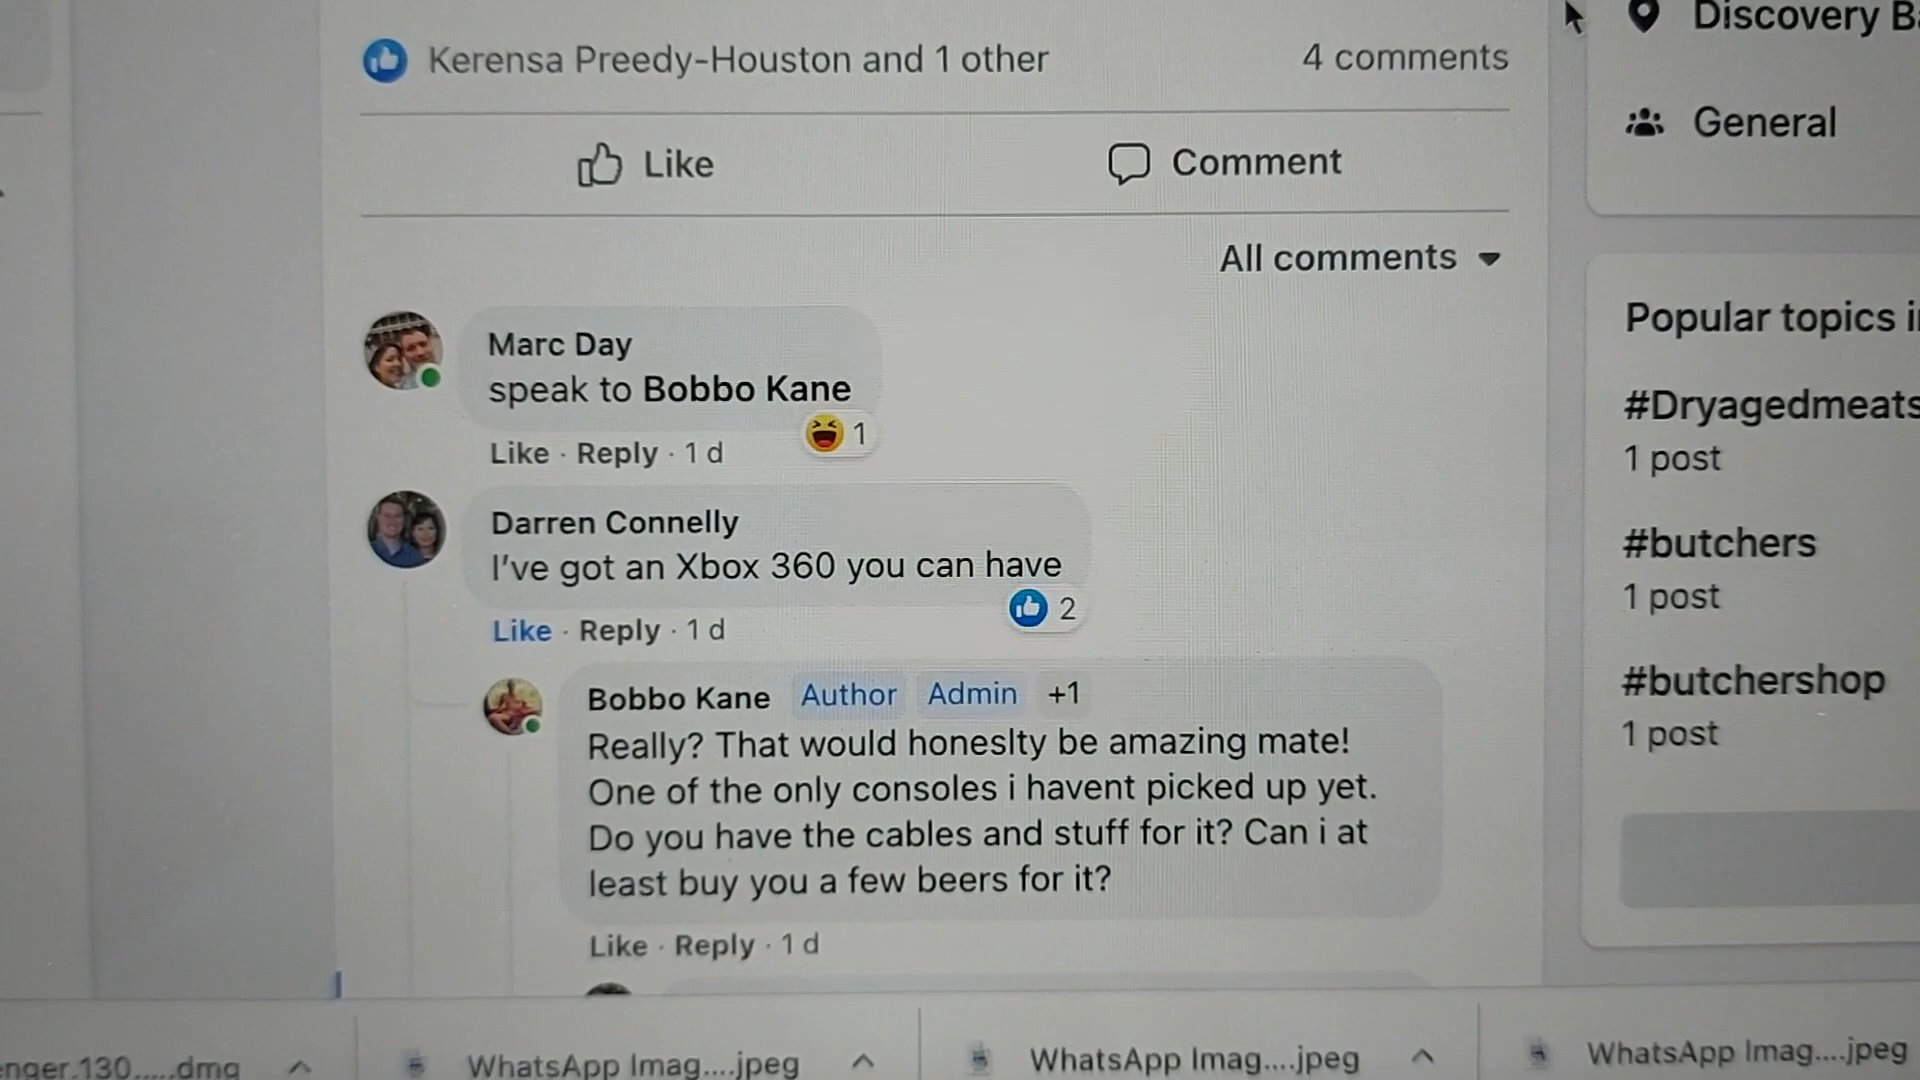 Discovery
Kerensa Preedy-Houston and 1 other
4 comments
General
Like
Comment
All comments
Marc Day
speak to Bobbo Kane
1
Like · Reply · 1 d
Darren Connelly
I've got an Xbox 360 you can have
2
Like · Reply · 1 d
Bobbo Kane Author Admin +1
Really? That would honeslty be amazing mate!
One of the only consoles i havent picked up yet.
Do you have the cables and stuff for it? Can i at
least buy you a few beers for it?
Like · Reply · 1 d
Popular topics
#Dryagedmeats
1 post
#butchers
1 post
#butchershop
1 post
nger.130.....dmg
WhatsApp Imag....jpeg
WhatsApp Imag....jpeg
WhatsApp Imag....jpeg